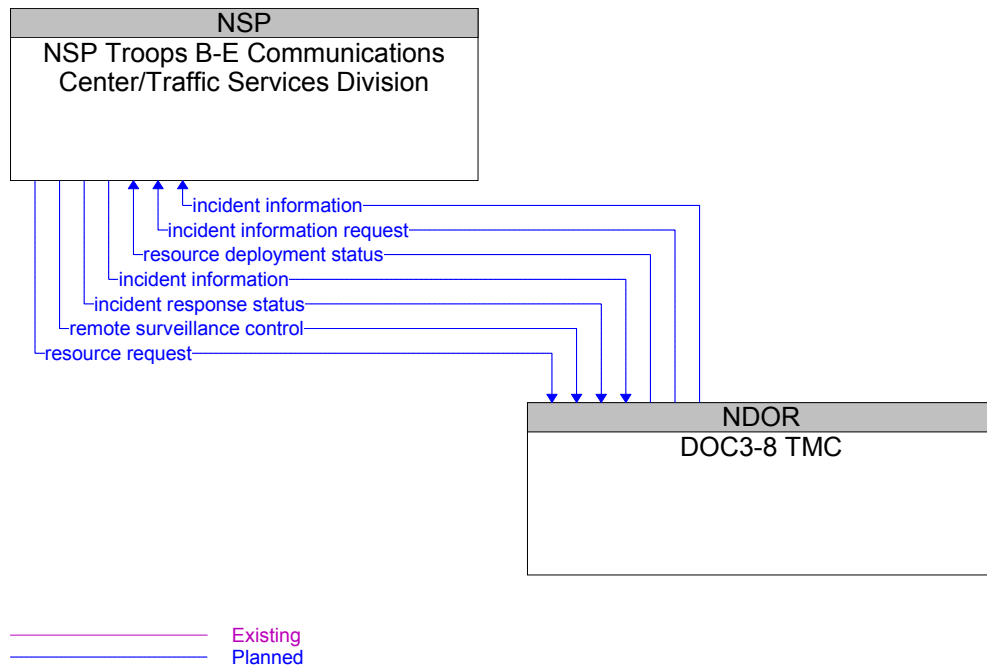 NSP
NSP Troops B-E Communications
Center/Traffic Services Division
incident information
incident information request
resource deployment status
incident information
incident response status
remote surveillance control
resource request
NDOR
DOC3-8 TMC
Existing
Planned